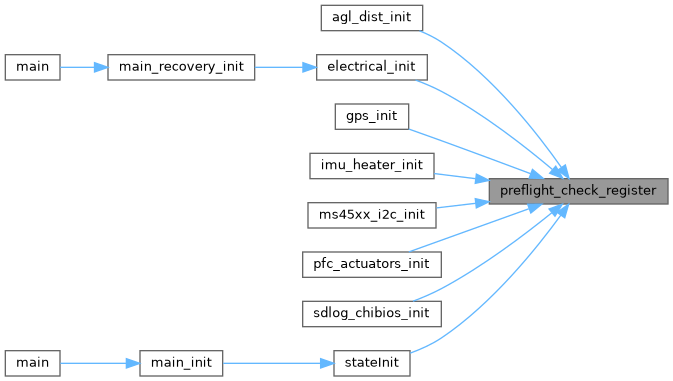 agl_dist_init
main
main_recovery_init
electrical_init
gps_init
imu_heater_init
preflight_check_register
ms45xx_i2c_init
pfc_actuators_init
sdlog_chibios_init
main
main_init
stateInit